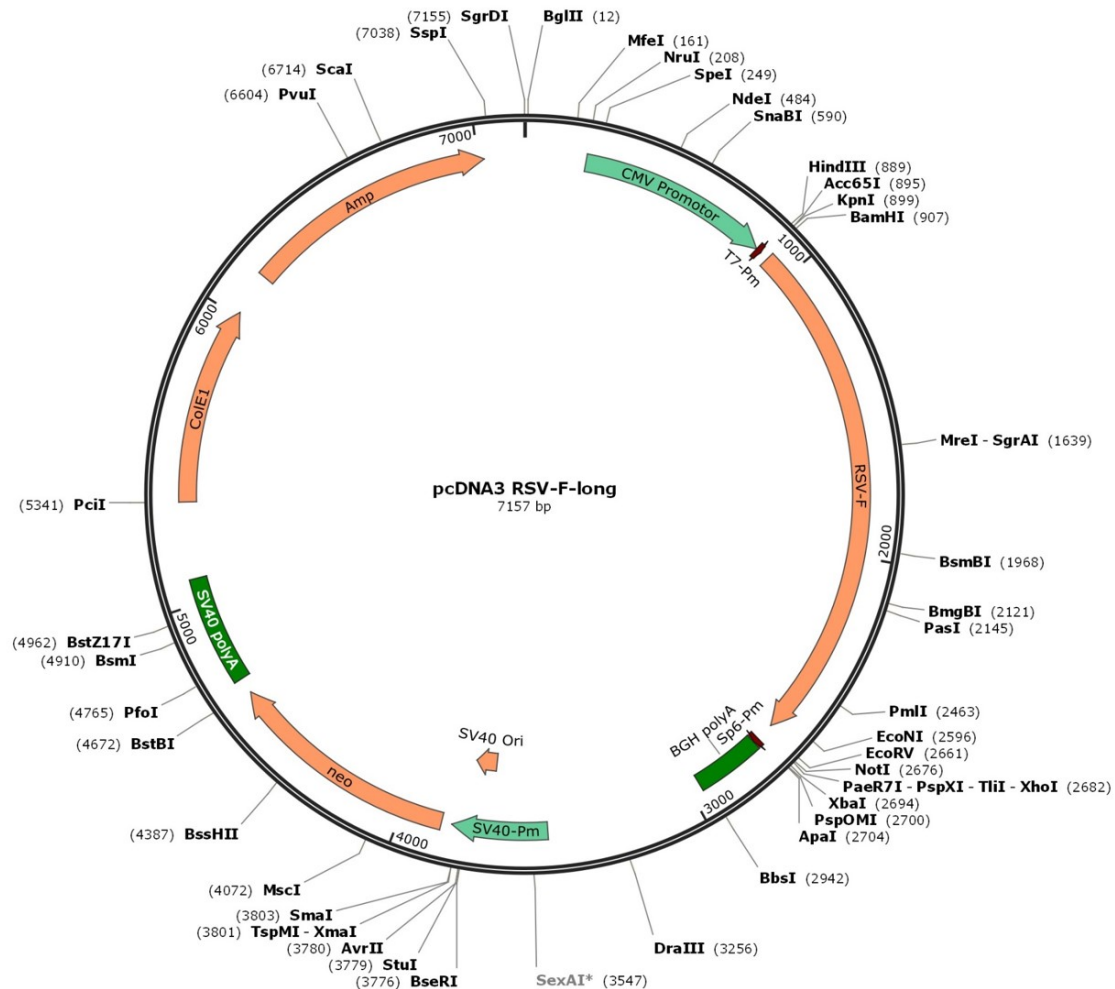 (7155) SgrDI
BglII (12)
(7038) SspI
MfeI (161)
NruI (208)
SpeI (249)
(6714) ScaI
(6604) PvuI
NdeI (484)
SnaBI (590)
HindIII (889)
Acc65I (895)
KpnI (899)
BamHI (907)
7000
1000
Amp
CMV Promotor
T7-Pm
6000
ColE1
RSV-F
MreI - SgrAI (1639)
pcDNA3 RSV-F-long
7157 bp
(5341) PciI
2000
BsmBI (1968)
BmgBI (2121)
PasI (2145)
SV40 polyA
5000
(4962) BstZ17I
(4910) BsmI
(4765) PfoI
(4672) BstBI
PmlI (2463)
EcoNI (2596)
EcoRV (2661)
NotI (2676)
PaeR7I - PspXI - TliI - XhoI (2682)
XbaI (2694)
PspOMI (2700)
ApaI (2704)
BGH polyA
Sp6-Pm
SV40 Ori
neo
3000
SV40-Pm
4000
(4387) BssHII
BbsI (2942)
(4072) MscI
(3803) SmaI
(3801) TspMI - XmaI
(3780) AvrII
(3779) StuI
(3776) BseRI
SexAI* (3547)
DraIII (3256)